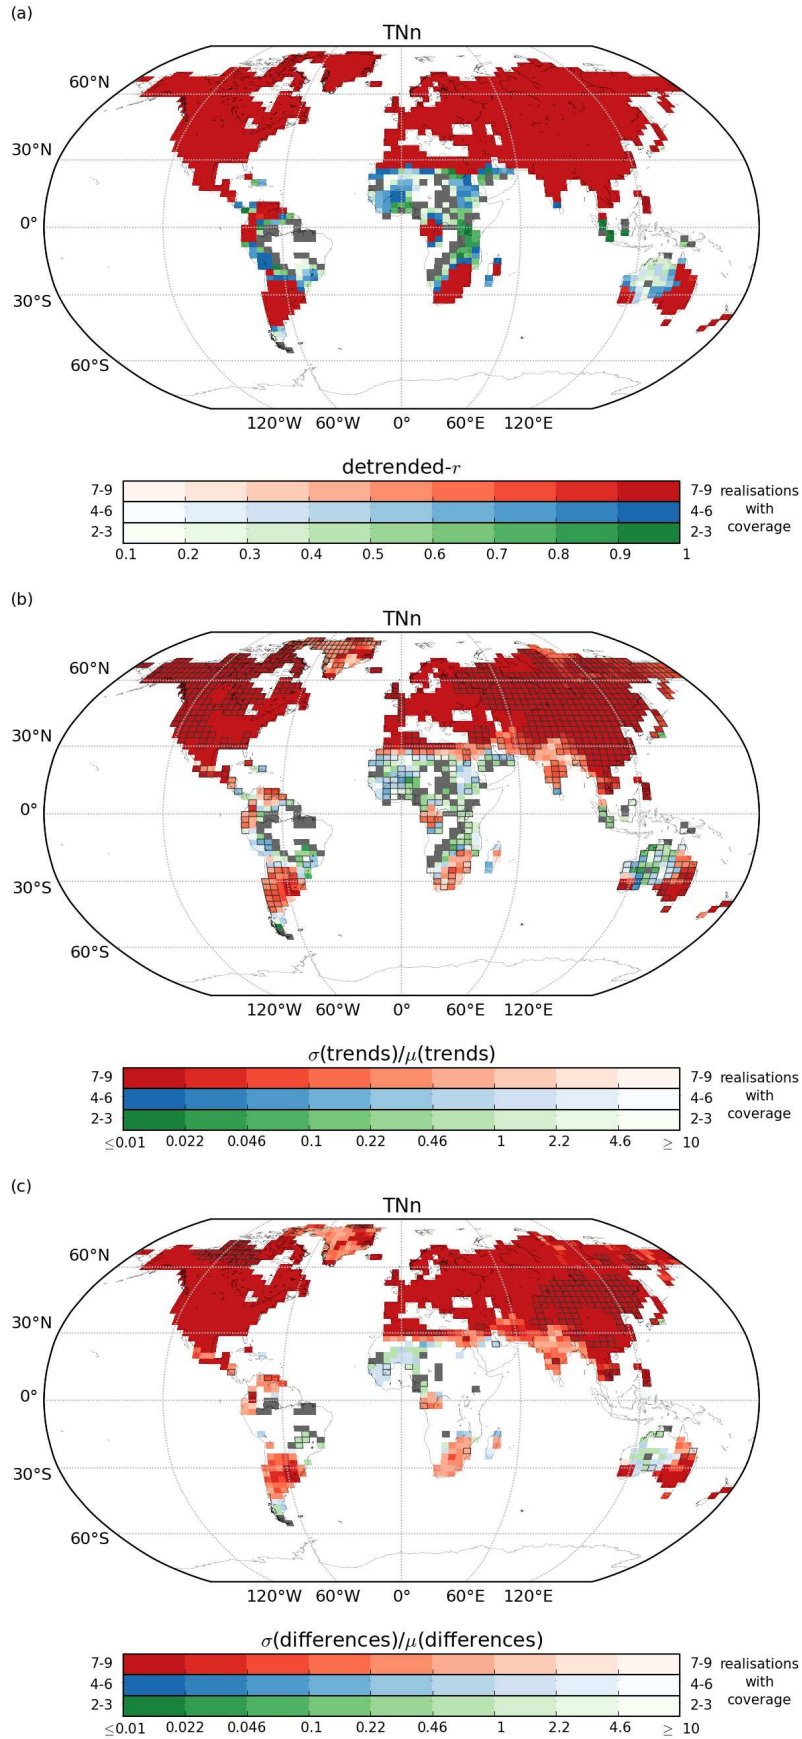 (a)
TNn
60°N
30°N
0°
30°S
60°S
120°W 60°W 0° 60°E 120°E
detrended-r
7-9 7-9 realisations
4-6 4-6 with
2-3 2-3 coverage
0.1 0.2 0.3 0.4 0.5 0.6 0.7 0.8 0.9 1
(b)
TNn
60°N
30°N
0°
30°S
60°S
120°W 60°W 0° 60°E 120°E
σ(trends)/μ(trends)
7-9 7-9 realisations
4-6 4-6 with
2-3 2-3 coverage
≤0.01 0.022 0.046 0.1 0.22 0.46 1 2.2 4.6 ≥ 10
(c)
TNn
60°N
30°N
0°
30°S
60°S
120°W 60°W 0° 60°E 120°E
σ(differences)/μ(differences)
7-9 7-9 realisations
4-6 4-6 with
2-3 2-3 coverage
≤0.01 0.022 0.046 0.1 0.22 0.46 1 2.2 4.6 ≥ 10